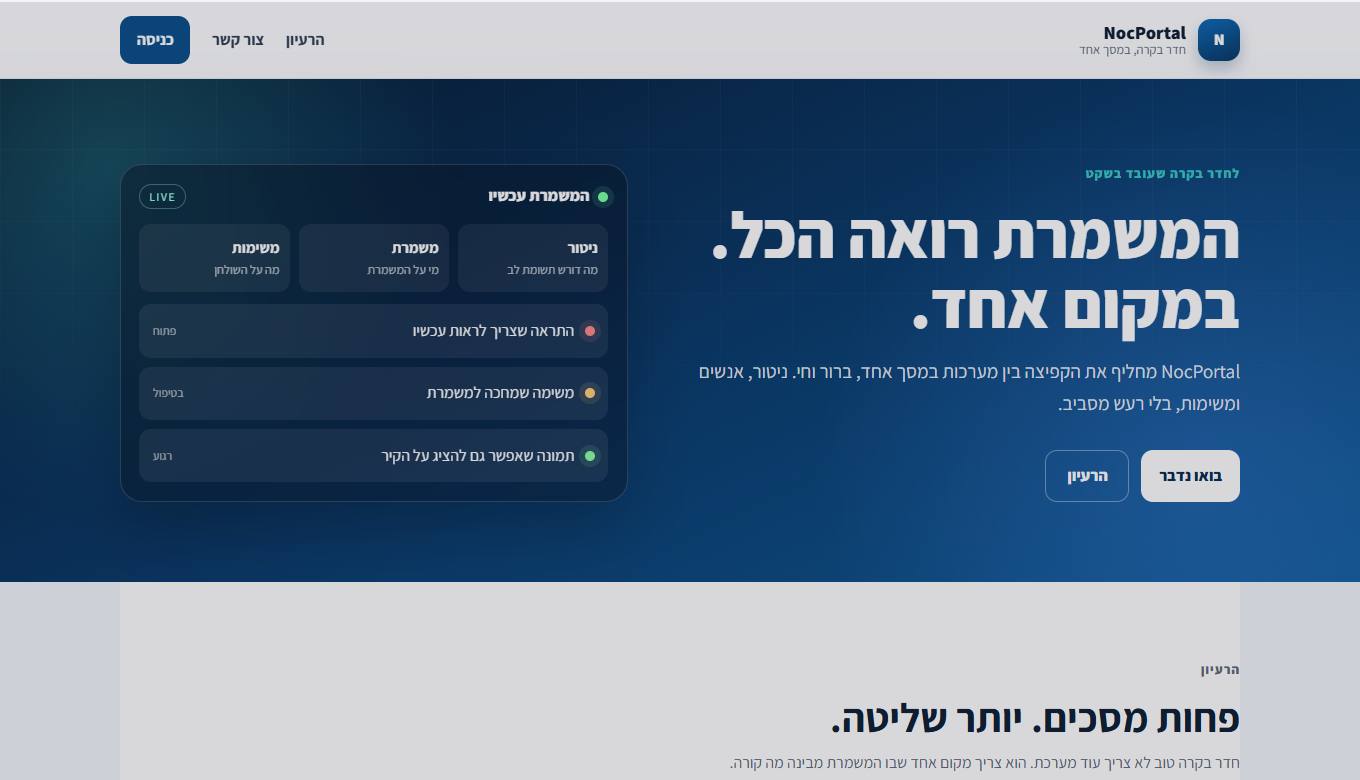 N
NocPortal
חדר בקרה, במסך אחד
הרעיון
צור קשר
כניסה
לחדר בקרה שעובד בשקט
המשמרת רואה הכל.
במקום אחד.
NocPortal מחליף את הקפיצה בין מערכות במסך אחד, ברור וחי. ניטור, אנשים
ומשימות, בלי רעש מסביב.
בואו נדבר
הרעיון
המשמרת עכשיו
LIVE
ניטור
מה דורש תשומת לב
משמרת
מי על המשמרת
משימות
מה על השולחן
התראה שצריך לראות עכשיו
פתוח
משימה שמחכה למשמרת
בטיפול
תמונה שאפשר גם להציג על הקיר
רגוע
הרעיון
פחות מסכים. יותר שליטה.
חדר בקרה טוב לא צריך עוד מערכת. הוא צריך מקום אחד שבו המשמרת מבינה מה קורה.